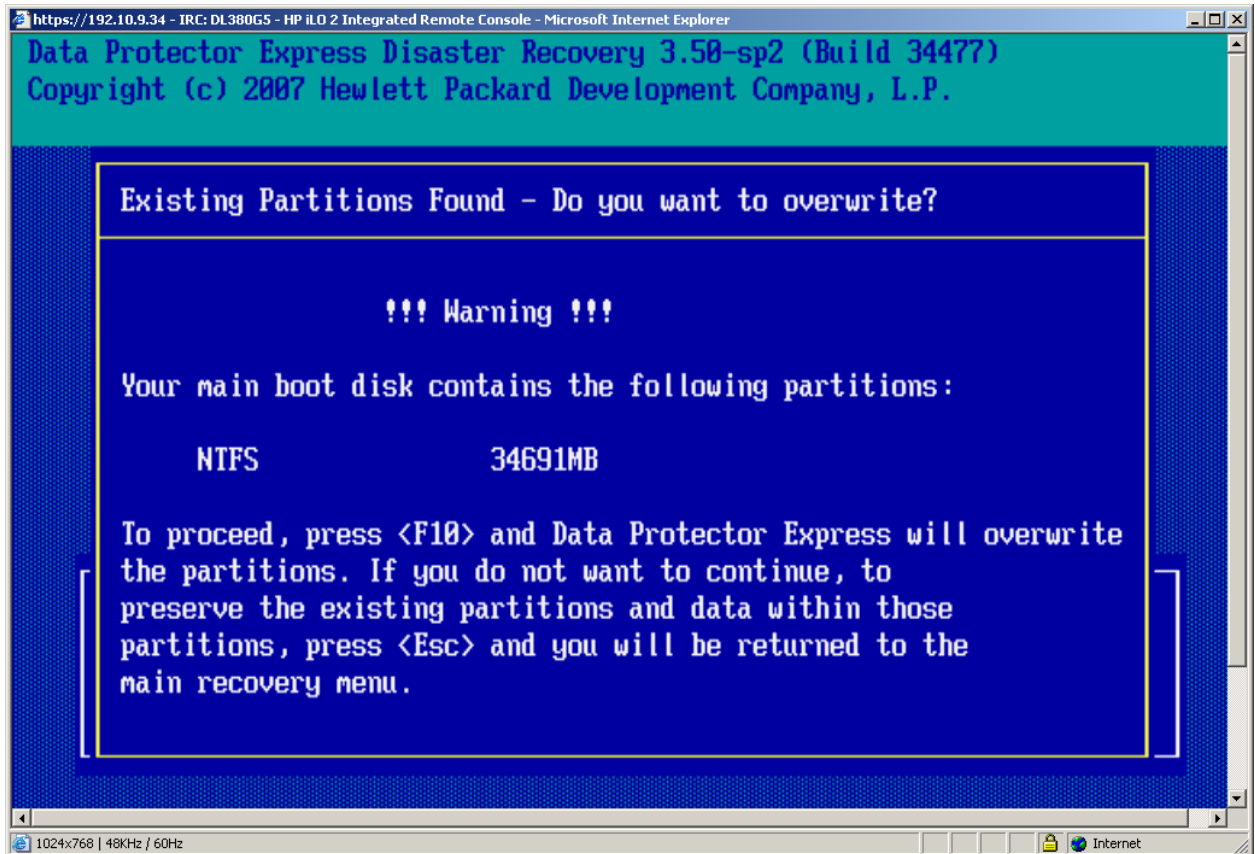 https://192.10.9.34 - IRC: DL380G5 - HP iLO 2 Integrated Remote Console - Microsoft Internet Explorer
Data Protector Express Disaster Recovery 3.50-sp2 (Build 34477)
Copyright (c) 2007 Hewlett Packard Development Company, L.P.
Existing Partitions Found - Do you want to overwrite?
!!! Warning !!!
Your main boot disk contains the following partitions:
NTFS 34691MB
To proceed, press <F10> and Data Protector Express will overwrite
the partitions. If you do not want to continue, to
preserve the existing partitions and data within those
partitions, press <Esc> and you will be returned to the
main recovery menu.
1024x768 | 48KHz / 60Hz Internet